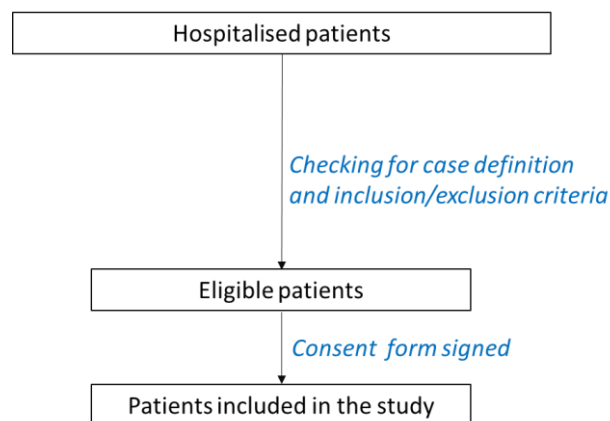 Hospitalised patients
Checking for case definition
and inclusion/exclusion criteria
Eligible patients
Consent form signed
Patients included in the study